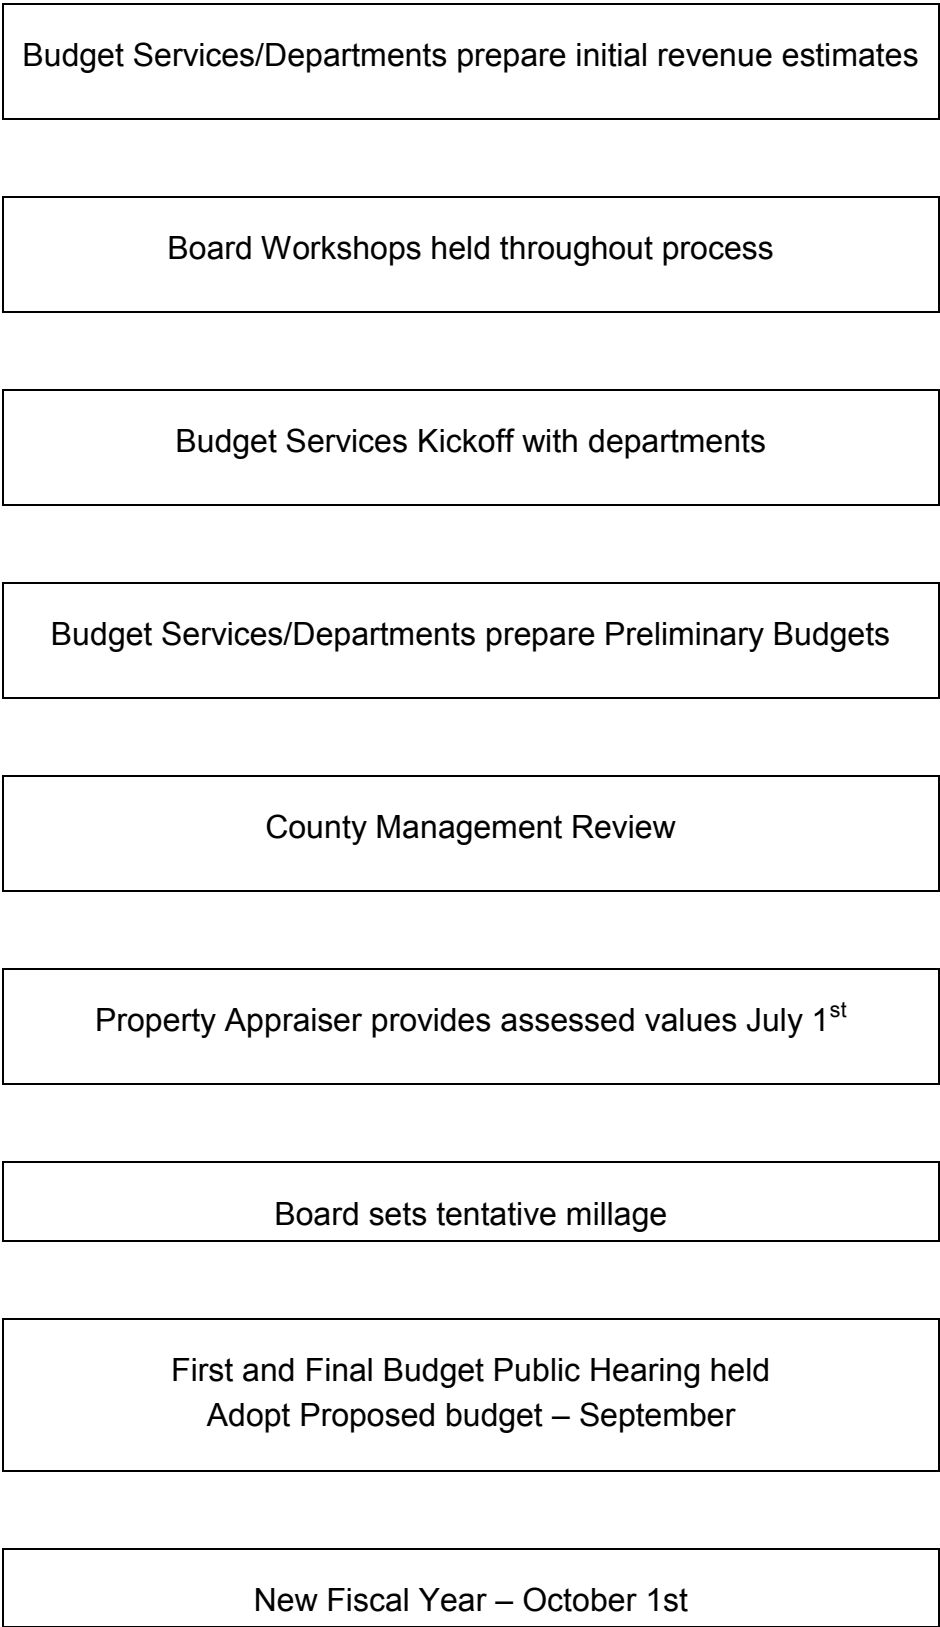 Budget Services/Departments prepare initial revenue estimates
Board Workshops held throughout process
Budget Services Kickoff with departments
Budget Services/Departments prepare Preliminary Budgets
County Management Review
Property Appraiser provides assessed values July 1st
Board sets tentative millage
First and Final Budget Public Hearing held
Adopt Proposed budget – September
New Fiscal Year – October 1st